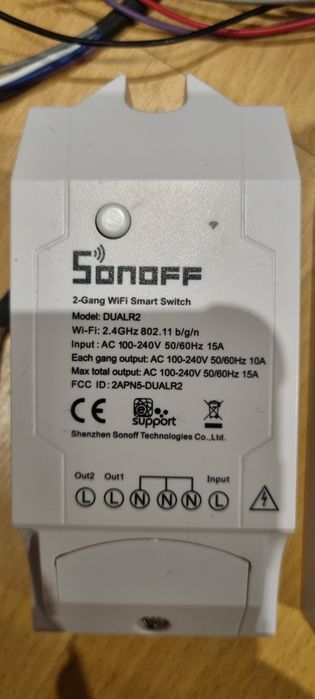 SONOFF
2-Gang WiFi Smart Switch
Model: DUALR2
Wi-Fi: 2.4GHz 802.11 b/g/n
Input: AC 100-240V 50/60Hz 15A
Each gang output: AC 100-240V 50/60Hz 10A
Max total output: AC 100-240V 50/60Hz 15A
FCC ID: 2APN5-DUALR2
CE e support
Shenzhen Sonoff Technologies Co.,Ltd.
Out2 Out1 Input
L L N N N L